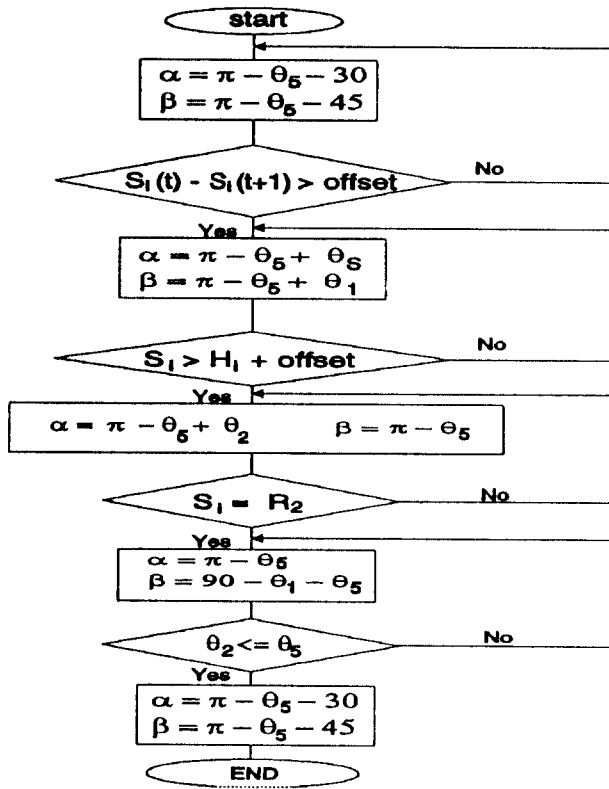 start
α = π - θ₅ - 30
β = π - θ₅ - 45
Sᵢ(t) - Sᵢ(t+1) > offset
No
Yes
α = π - θ₅ + θ_S
β = π - θ₅ + θ₁
Sᵢ > Hᵢ + offset
No
Yes
α = π - θ₅ + θ₂ β = π - θ₅
Sᵢ = R₂
No
Yes
α = π - θ₅
β = 90 - θ₁ - θ₅
θ₂ <= θ₅
No
Yes
α = π - θ₅ - 30
β = π - θ₅ - 45
END